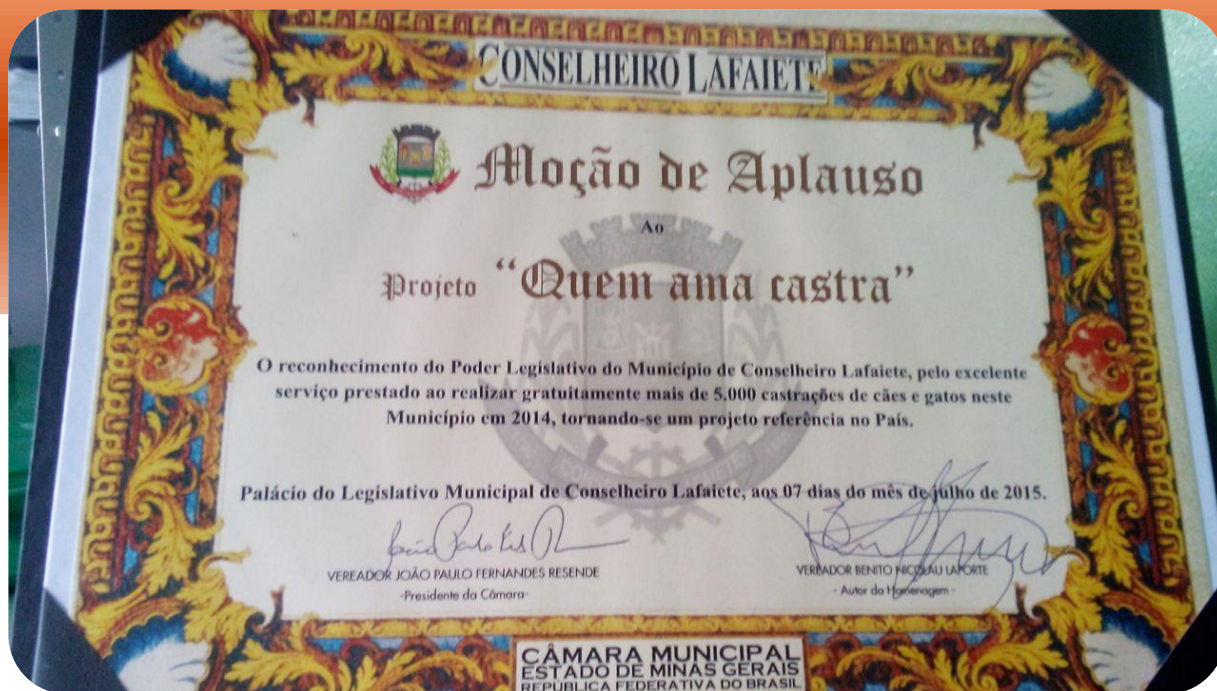 CONSELHEIRO LAFAIETE
Moção de Aplauso
Ao
Projeto "Quem ama castra"
O reconhecimento do Poder Legislativo do Município de Conselheiro Lafaiete, pelo excelente
serviço prestado ao realizar gratuitamente mais de 5.000 castrações de cães e gatos neste
Município em 2014, tornando-se um projeto referência no País.
Palácio do Legislativo Municipal de Conselheiro Lafaiete, aos 07 dias do mês de julho de 2015.
VEREADOR JOÃO PAULO FERNANDES RESENDE
-Presidente da Câmara-
VEREADOR BENITO NICOLAU LAPORTE
- Autor da Homenagem -
CÂMARA MUNICIPAL
ESTADO DE MINAS GERAIS
REPÚBLICA FEDERATIVA DO BRASIL